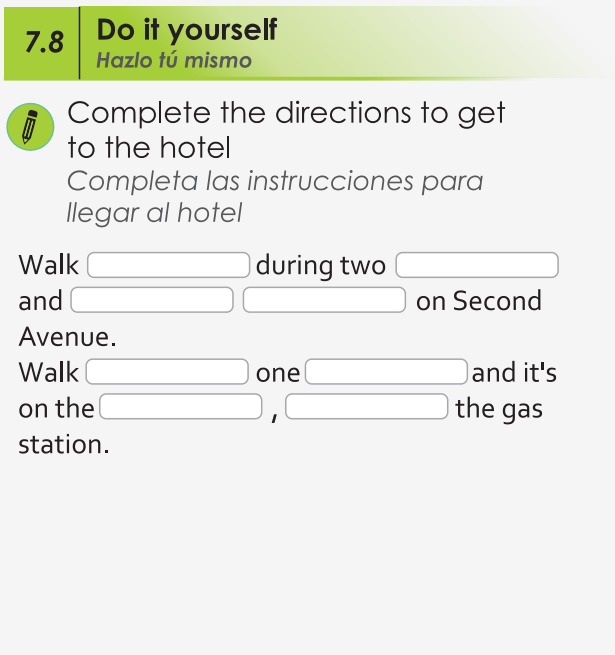 7.8
Do it yourself
Hazlo tú mismo
Complete the directions to get
to the hotel
Completa las instrucciones para
llegar al hotel
Walk during two
and on Second
Avenue.
Walk one and it's
on the , the gas
station.